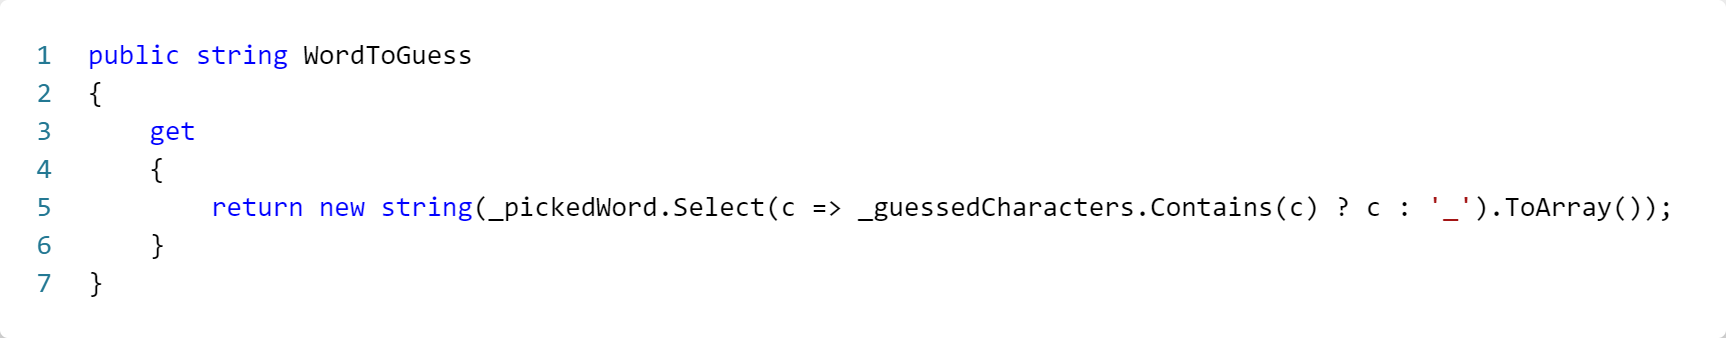 1 public string WordToGuess
2 {
3     get
4     {
5         return new string(_pickedWord.Select(c => _guessedCharacters.Contains(c) ? c : '_').ToArray());
6     }
7 }